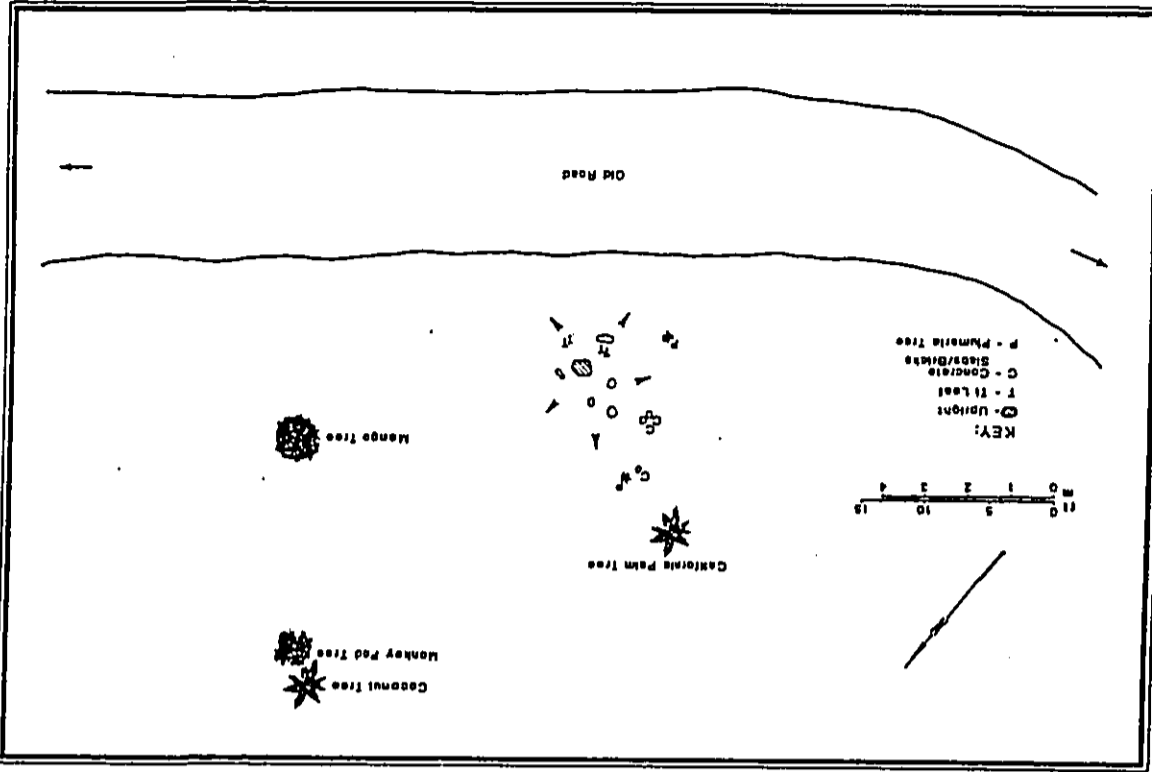 Coconut Tree
Monkey Pod Tree
California Palm Tree
ft 0 5 10 15
m 0 1 2 3 4
P C
Mango Tree
KEY:
- Upright
T - Ti Leaf
C - Concrete
Slabs/Bricks
P - Plumeria Tree
C
T
P
T
Old Road